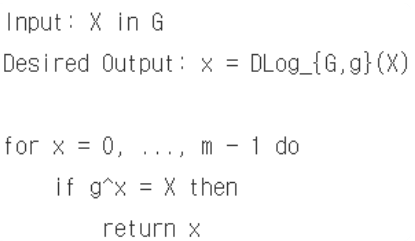 Input: X in G
Desired Output: x = DLog_{G,g}(X)
for x = 0, ..., m - 1 do
if g^x = X then
return x